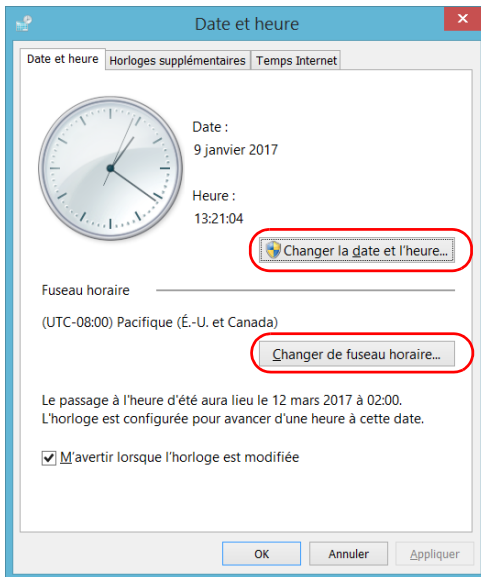 Date et heure
Date et heure Horloges supplémentaires Temps Internet
Date :
9 janvier 2017
Heure :
13:21:04
Changer la date et l'heure...
Fuseau horaire
(UTC-08:00) Pacifique (É.-U. et Canada)
Changer de fuseau horaire...
Le passage à l'heure d'été aura lieu le 12 mars 2017 à 02:00.
L'horloge est configurée pour avancer d'une heure à cette date.
M'avertir lorsque l'horloge est modifiée
OK Annuler Appliquer